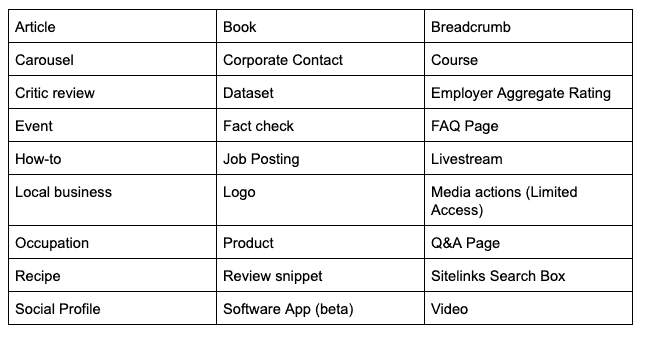 Article Book Breadcrumb
Carousel Corporate Contact Course
Critic review Dataset Employer Aggregate Rating
Event Fact check FAQ Page
How-to Job Posting Livestream
Local business Logo Media actions (Limited
Access)
Occupation Product Q&A Page
Recipe Review snippet Sitelinks Search Box
Social Profile Software App (beta) Video